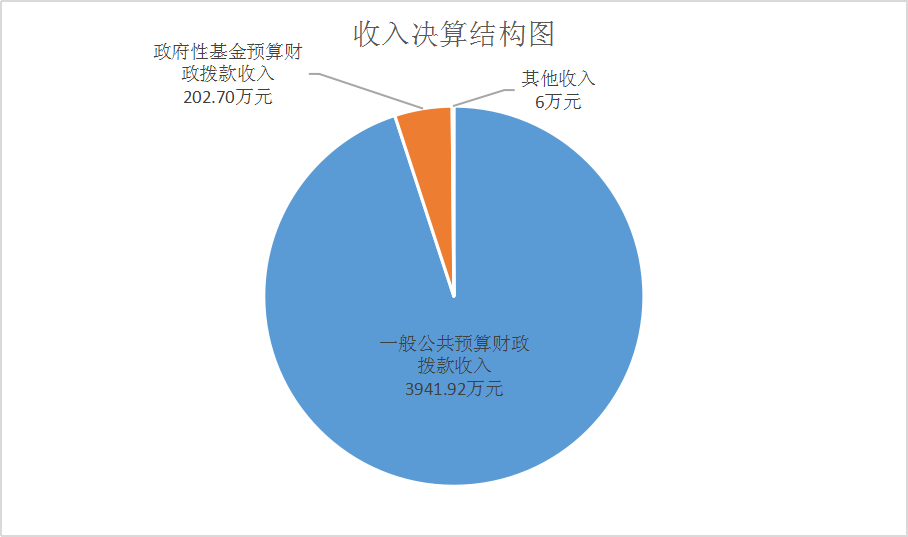 收入决算结构图
政府性基金预算财
政拨款收入
202.70万元
其他收入
6万元
一般公共预算财政
拨款收入
3941.92万元